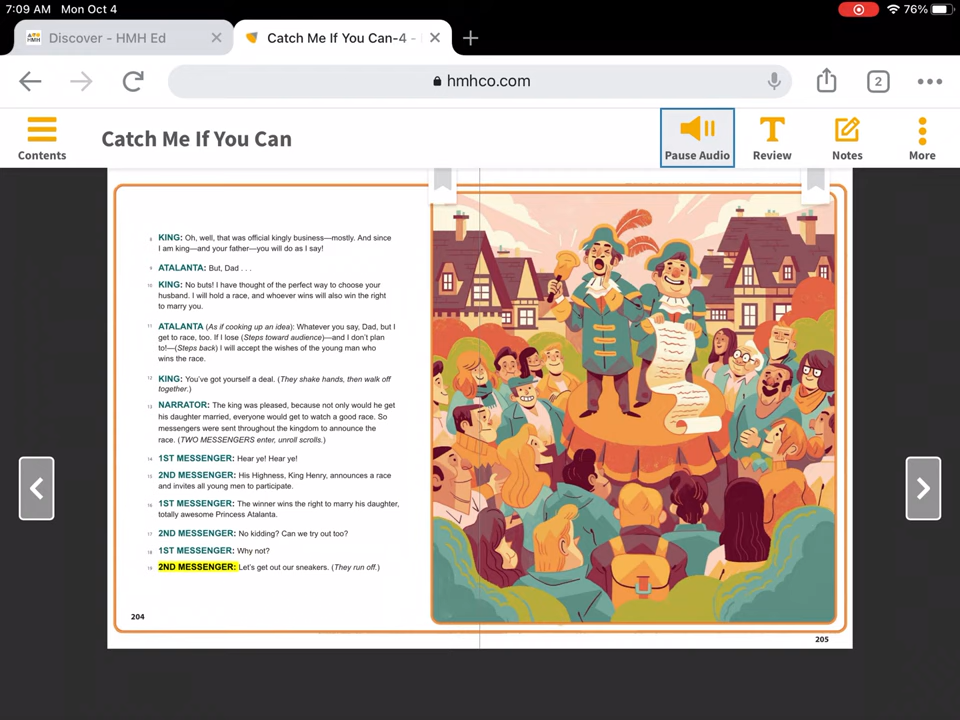 7:09 AM Mon Oct 4
76%
Discover - HMH Ed
Catch Me If You Can-4 -
hmhco.com
2
Contents
Catch Me If You Can
Pause Audio
Review
Notes
More
8 KING: Oh, well, that was official kingly business—mostly. And since
I am king—and your father—you will do as I say!
9 ATALANTA: But, Dad . . .
10 KING: No buts! I have thought of the perfect way to choose your
husband. I will hold a race, and whoever wins will also win the right
to marry you.
11 ATALANTA (As if cooking up an idea): Whatever you say, Dad, but I
get to race, too. If I lose (Steps toward audience)—and I don't plan
to!—(Steps back) I will accept the wishes of the young man who
wins the race.
12 KING: You've got yourself a deal. (They shake hands, then walk off
together.)
13 NARRATOR: The king was pleased, because not only would he get
his daughter married, everyone would get to watch a good race. So
messengers were sent throughout the kingdom to announce the
race. (TWO MESSENGERS enter, unroll scrolls.)
14 1ST MESSENGER: Hear ye! Hear ye!
15 2ND MESSENGER: His Highness, King Henry, announces a race
and invites all young men to participate.
16 1ST MESSENGER: The winner wins the right to marry his daughter,
totally awesome Princess Atalanta.
17 2ND MESSENGER: No kidding? Can we try out too?
18 1ST MESSENGER: Why not?
19 2ND MESSENGER: Let's get out our sneakers. (They run off.)
204
205